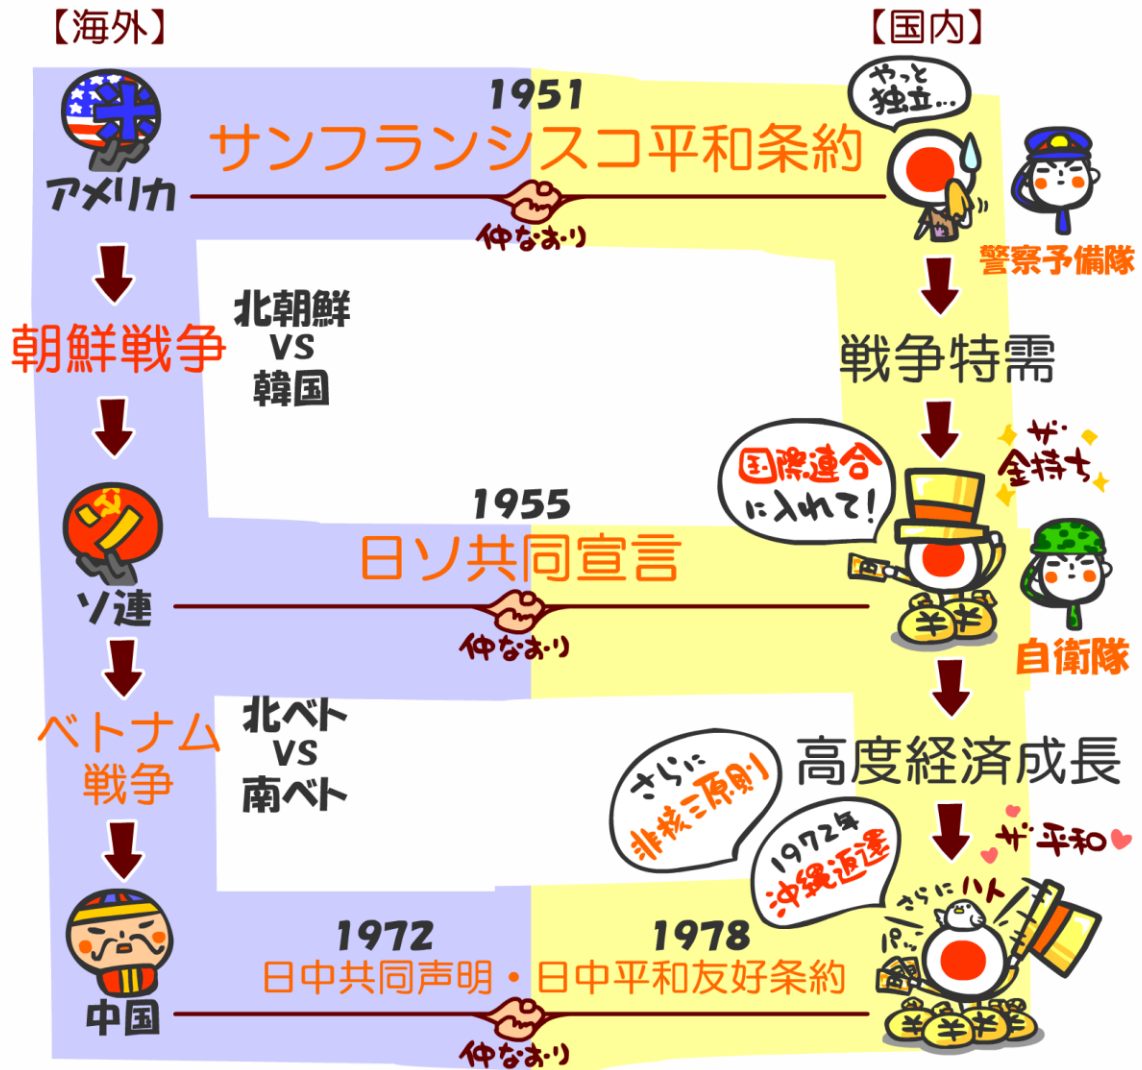 【海外】
【国内】
米
アメリカ
1951
サンフランシスコ平和条約
仲なおり
やっと
独立…
警察予備隊
朝鮮戦争
北朝鮮
VS
韓国
戦争特需
ザ・
金持ち
国際連合
に入れて!
ソ
ソ連
1955
日ソ共同宣言
仲なおり
¥ ¥
自衛隊
ベトナム
戦争
北ベト
VS
南ベト
高度経済成長
さらに
非核三原則
1972年
沖縄返還
ザ・平和
さらにハト
パッ
中国
1972
1978
日中共同声明・日中平和友好条約
仲なおり
¥ ¥ ¥ ¥